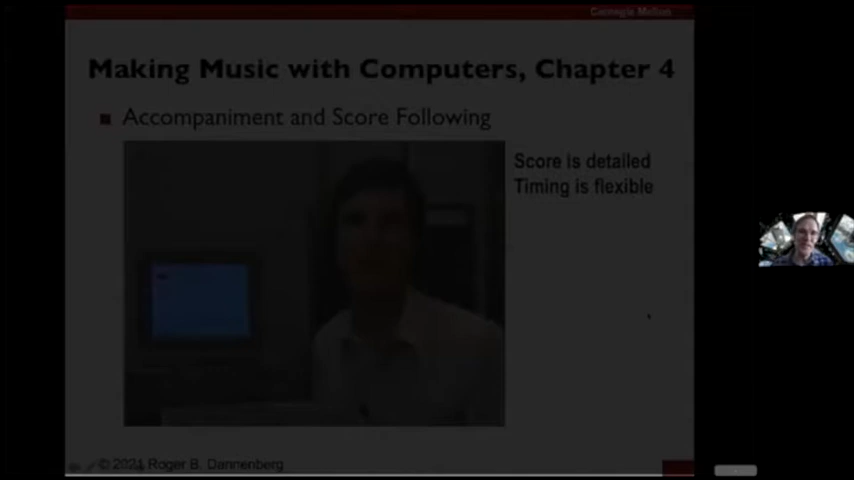 Carnegie Mellon
Making Music with Computers, Chapter 4
Accompaniment and Score Following
Score is detailed
Timing is flexible
© 2021 Roger B. Dannenberg